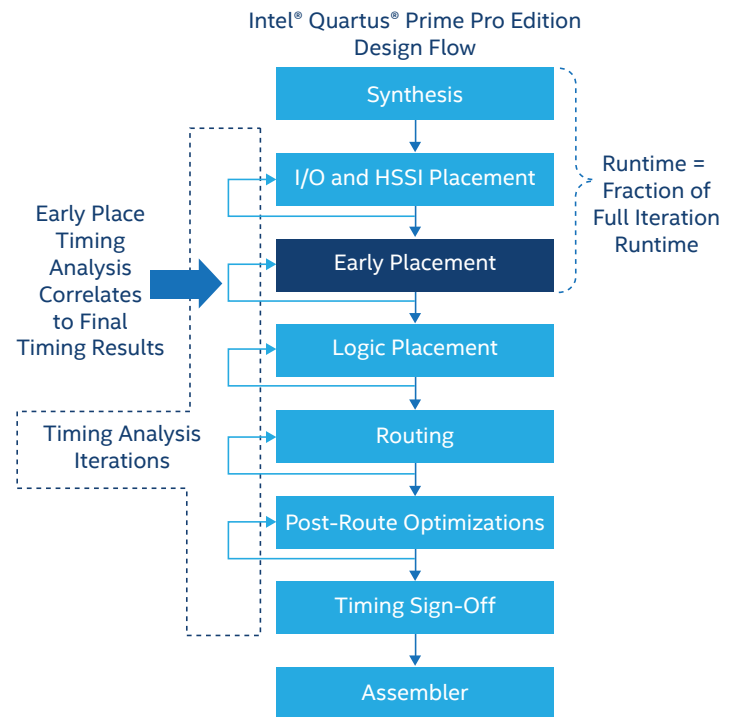 Intel® Quartus® Prime Pro Edition
Design Flow
Synthesis
I/O and HSSI Placement
Runtime =
Fraction of
Full Iteration
Runtime
Early Place
Timing
Analysis
Correlates
to Final
Timing Results
Early Placement
Logic Placement
Timing Analysis
Iterations
Routing
Post-Route Optimizations
Timing Sign-Off
Assembler